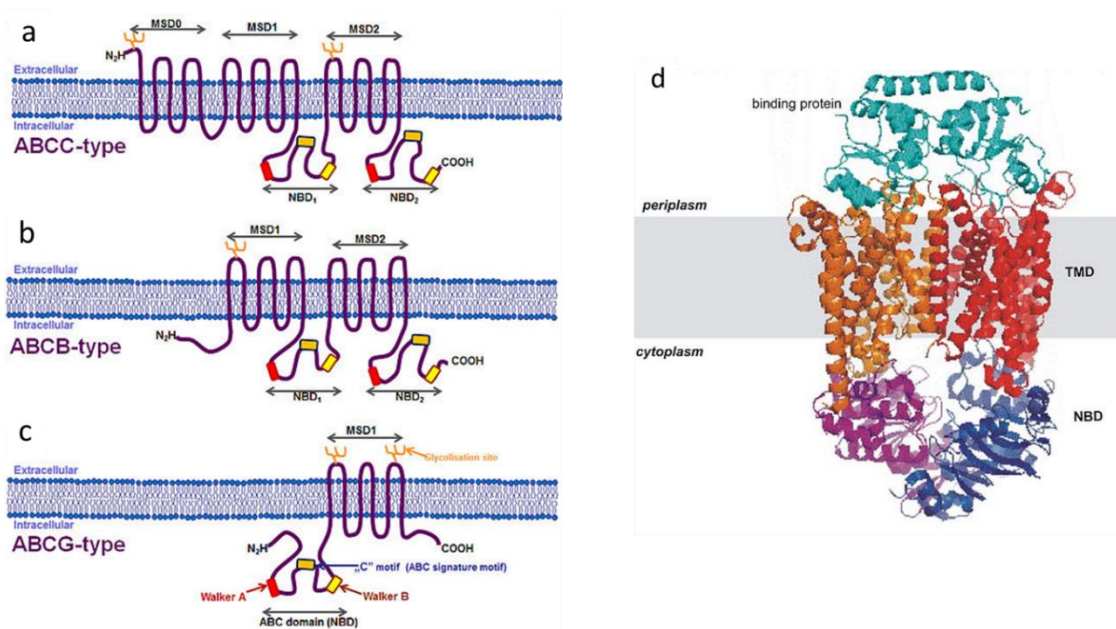 a
MSD0
MSD1
MSD2
N₂H
Extracellular
Intracellular
ABCC-type
COOH
NBD₁
NBD₂
b
MSD1
MSD2
Extracellular
Intracellular
N₂H
ABCB-type
COOH
NBD₁
NBD₂
c
MSD1
Glycolisation site
Extracellular
Intracellular
ABCG-type
N₂H
COOH
„C” motif (ABC signature motif)
Walker A
Walker B
ABC domain (NBD)
d
binding protein
periplasm
TMD
cytoplasm
NBD